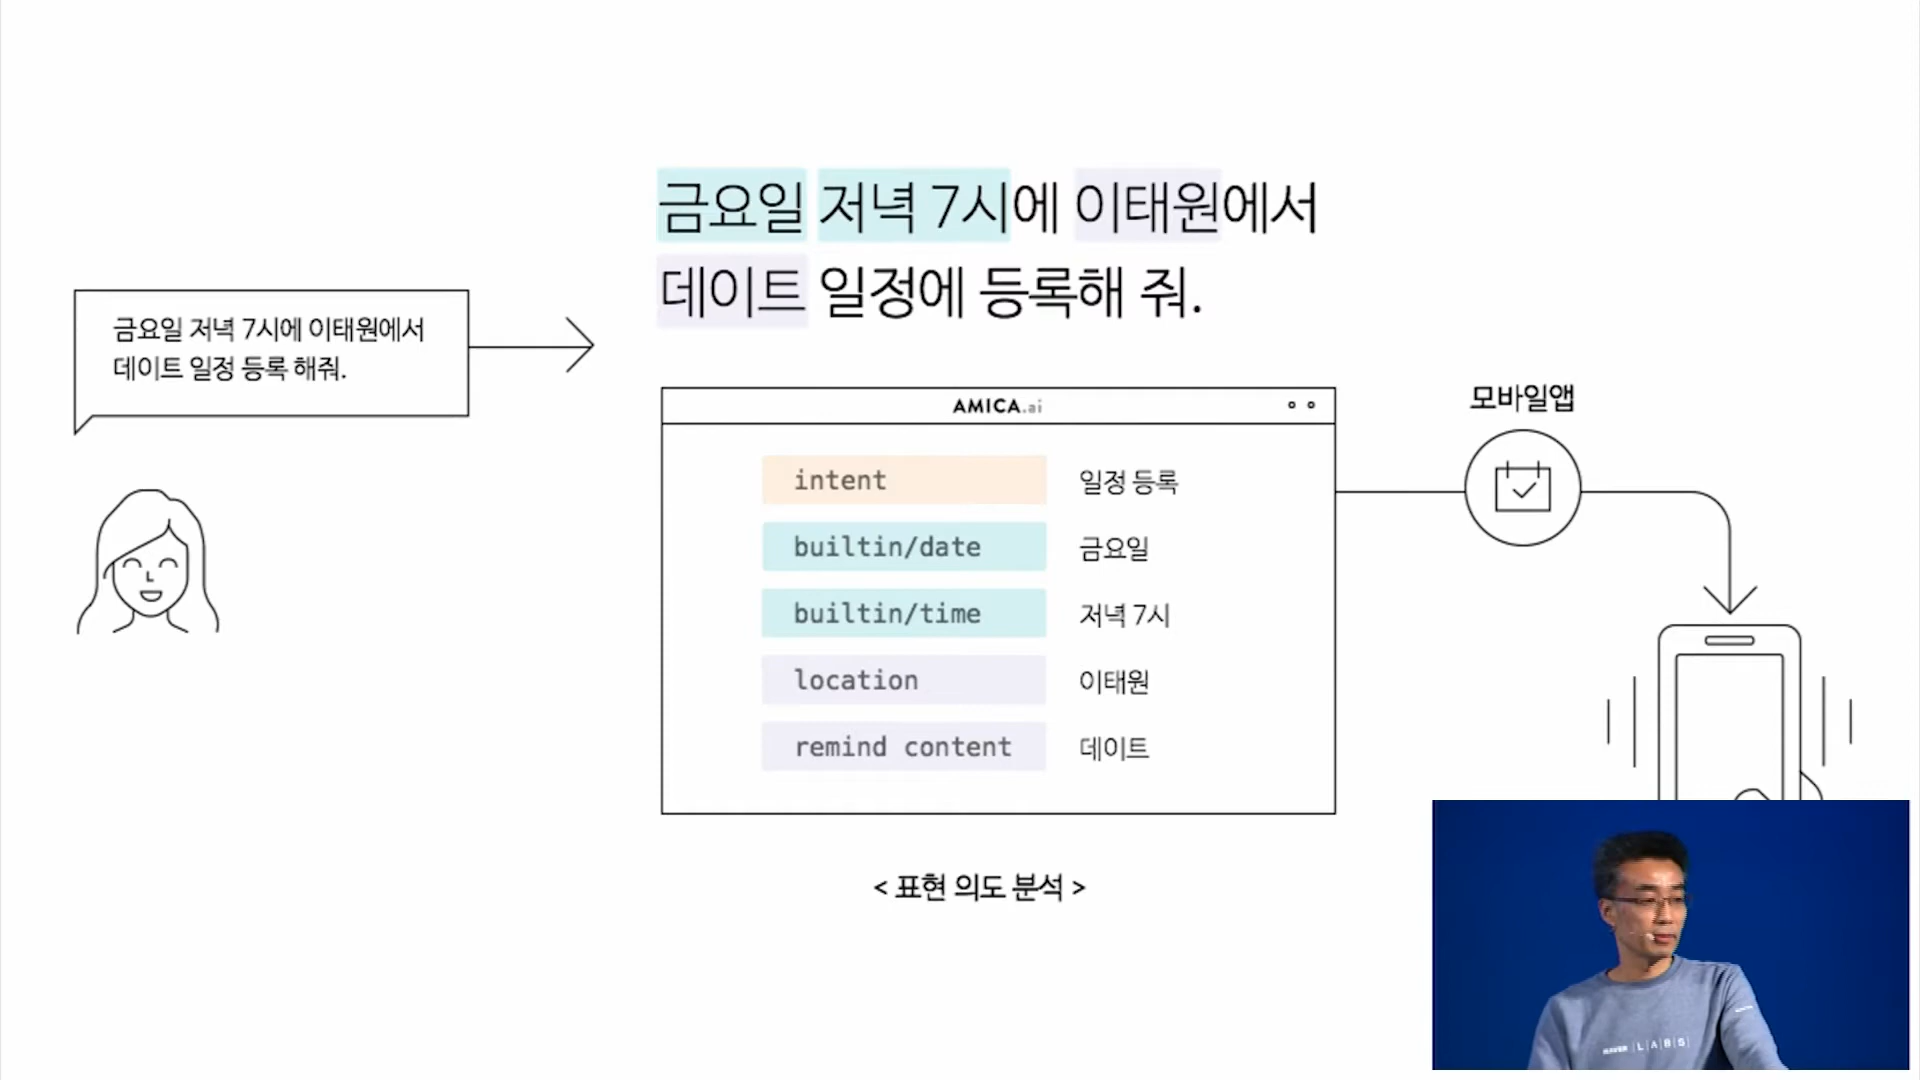 금요일 저녁 7시에 이태원에서
데이트 일정에 등록해 줘.
금요일 저녁 7시에 이태원에서
데이트 일정 등록 해줘.
AMICA.ai
intent 일정 등록
builtin/date 금요일
builtin/time 저녁 7시
location 이태원
remind content 데이트
모바일앱
< 표현 의도 분석 >
NAVER |L|A|B|S|